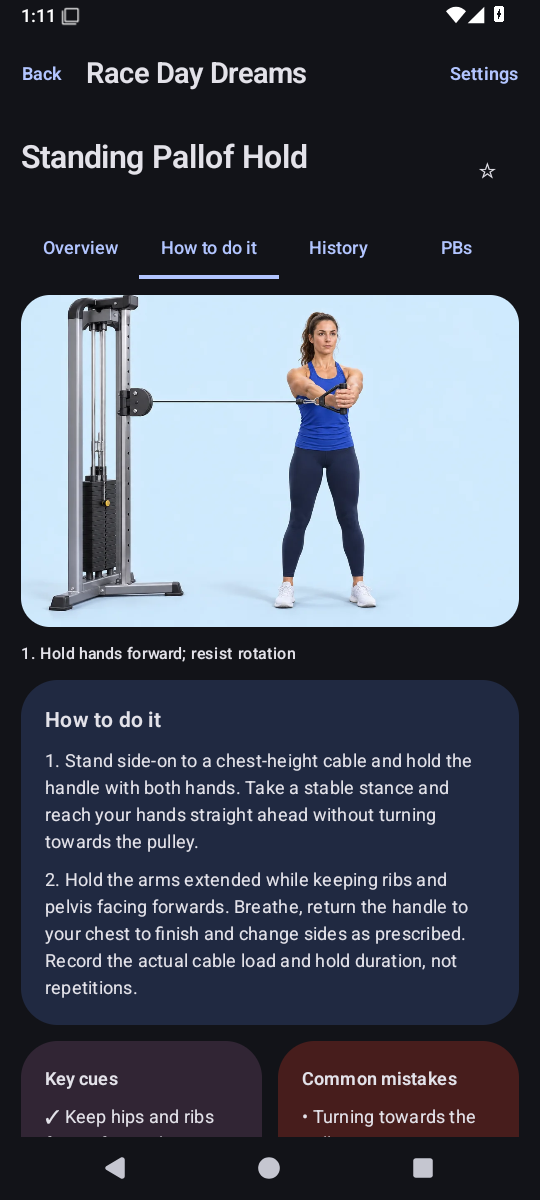 1:11
Back Race Day Dreams Settings
Standing Pallof Hold ☆
Overview How to do it History PBs
1. Hold hands forward; resist rotation
How to do it
1. Stand side-on to a chest-height cable and hold the
handle with both hands. Take a stable stance and
reach your hands straight ahead without turning
towards the pulley.
2. Hold the arms extended while keeping ribs and
pelvis facing forwards. Breathe, return the handle to
your chest to finish and change sides as prescribed.
Record the actual cable load and hold duration, not
repetitions.
Key cues
✓ Keep hips and ribs
Common mistakes
• Turning towards the